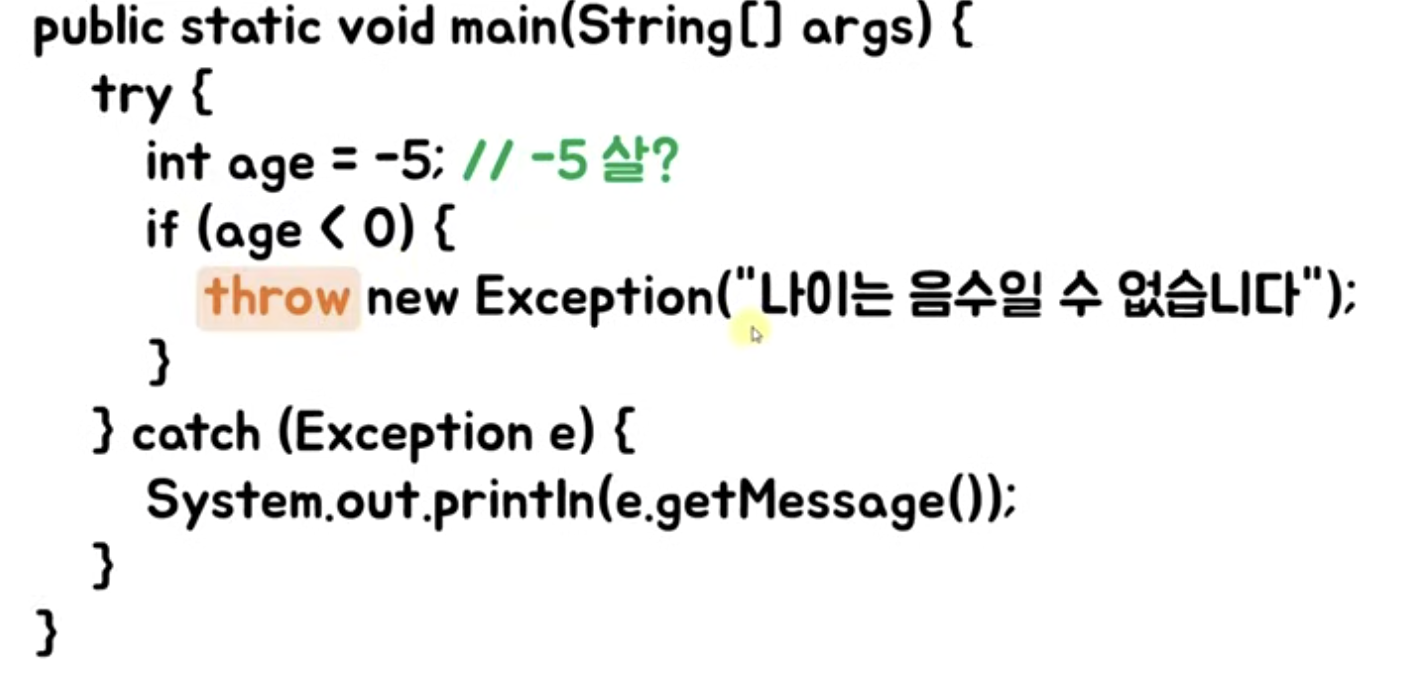 public static void main(String[] args) {
try {
int age = -5; // -5 살?
if (age < 0) {
throw new Exception("나이는 음수일 수 없습니다");
}
} catch (Exception e) {
System.out.println(e.getMessage());
}
}